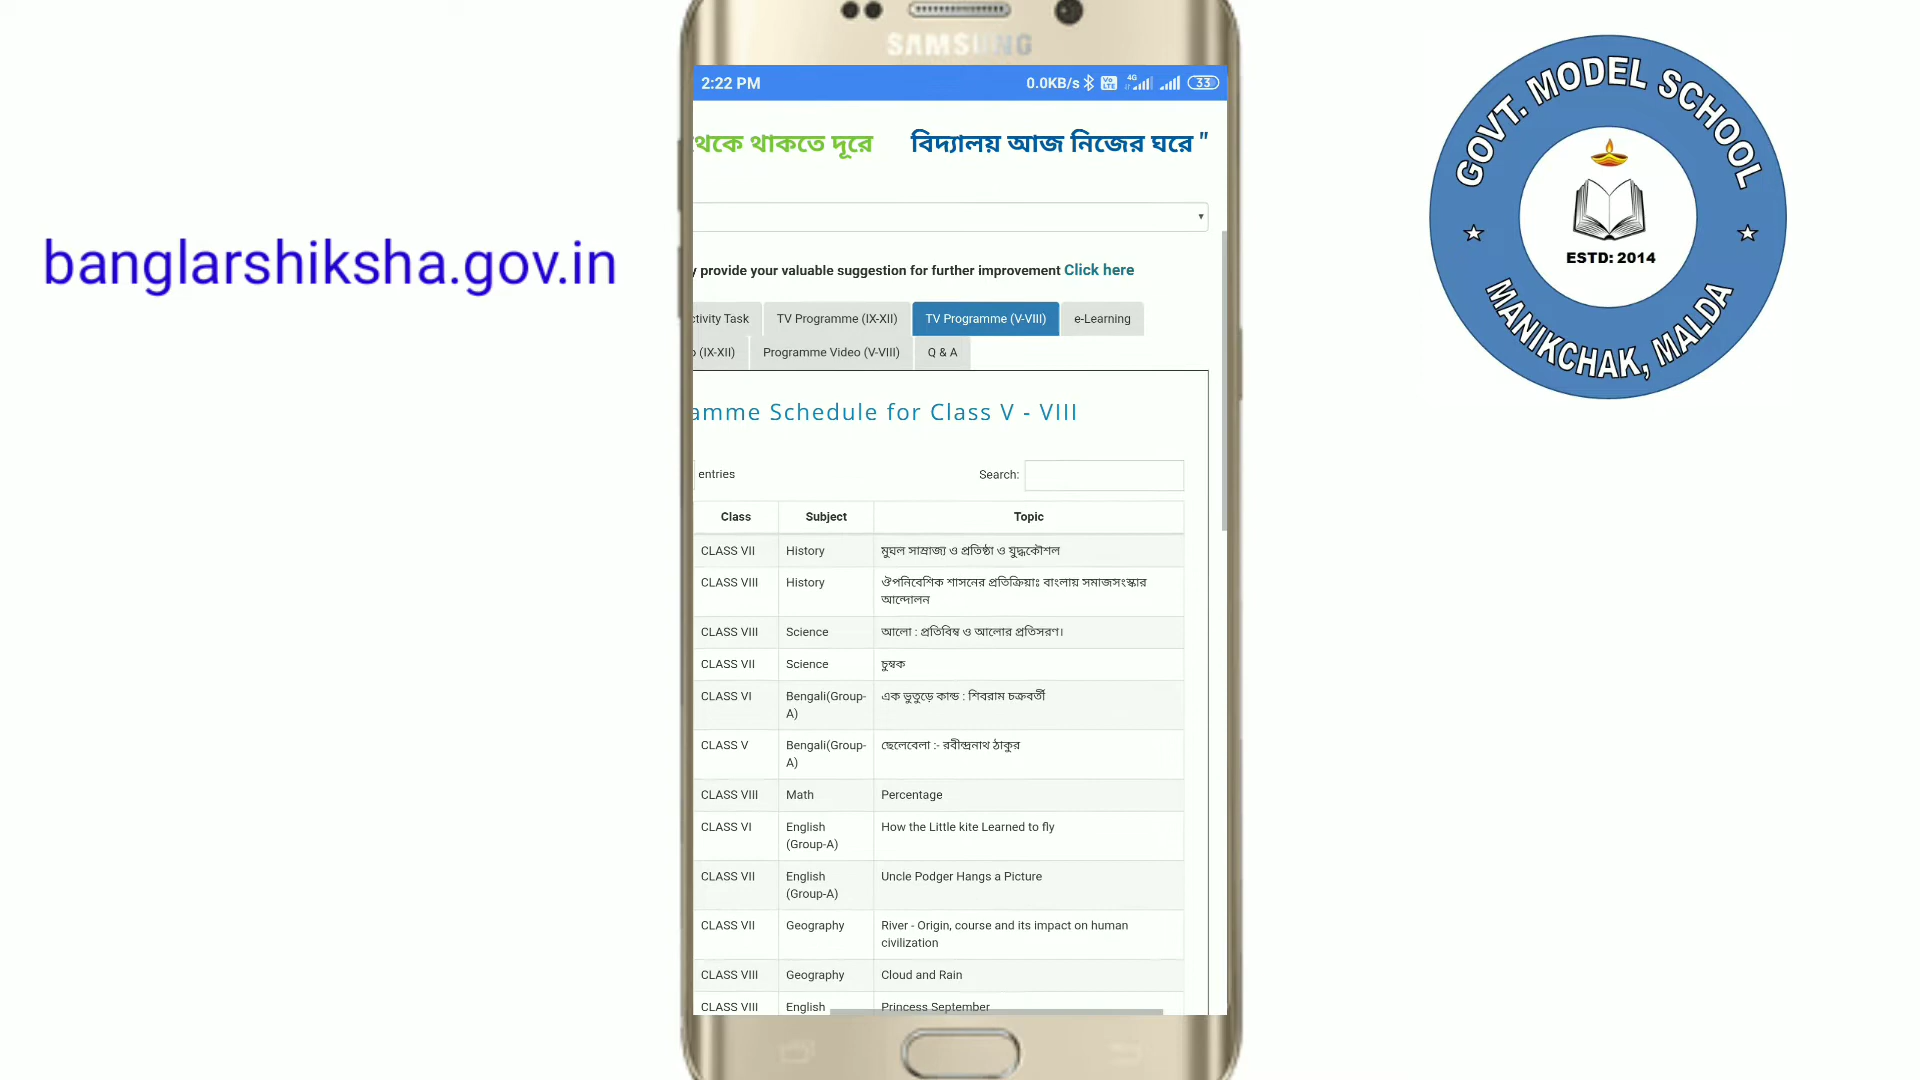 SAMSUNG
2:22 PM 0.0KB/s 4G 33
থেকে থাকতে দূরে বিদ্যালয় আজ নিজের ঘরে "
banglarshiksha.gov.in
provide your valuable suggestion for further improvement Click here
ctivity Task TV Programme (IX-XII) TV Programme (V-VIII) e-Learning
(IX-XII) Programme Video (V-VIII) Q & A
amme Schedule for Class V - VIII
entries Search:
Class Subject Topic
CLASS VII History মুঘল সাম্রাজ্য ও প্রতিষ্ঠা ও যুদ্ধকৌশল
CLASS VIII History ঔপনিবেশিক শাসনের প্রতিক্রিয়াঃ বাংলায় সমাজসংস্কার
আন্দোলন
CLASS VIII Science আলো : প্রতিবিম্ব ও আলোর প্রতিসরণ।
CLASS VII Science চুম্বক
CLASS VI Bengali(Group- এক ভুতুড়ে কান্ড : শিবরাম চক্রবর্তী
A)
CLASS V Bengali(Group- ছেলেবেলা :- রবীন্দ্রনাথ ঠাকুর
A)
CLASS VIII Math Percentage
CLASS VI English How the Little kite Learned to fly
(Group-A)
CLASS VII English Uncle Podger Hangs a Picture
(Group-A)
CLASS VII Geography River - Origin, course and its impact on human
civilization
CLASS VIII Geography Cloud and Rain
CLASS VIII English Princess September
GOVT. MODEL SCHOOL
ESTD: 2014
MANIKCHAK, MALDA